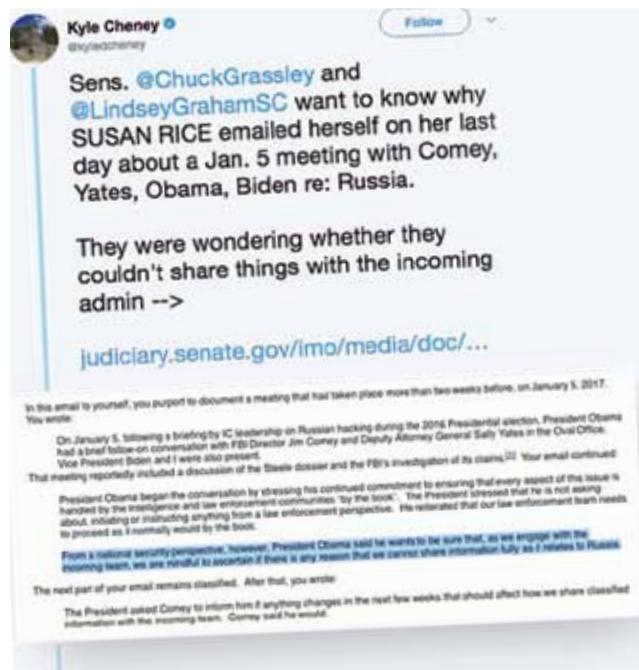 Kyle Cheney
@kyledcheney
Follow
Sens. @ChuckGrassley and
@LindseyGrahamSC want to know why
SUSAN RICE emailed herself on her last
day about a Jan. 5 meeting with Comey,
Yates, Obama, Biden re: Russia.
They were wondering whether they
couldn't share things with the incoming
admin -->
judiciary.senate.gov/imo/media/doc/...
In this email to yourself, you purport to document a meeting that had taken place more than two weeks before, on January 5, 2017.
You wrote:
On January 5, following a briefing by IC leadership on Russian hacking during the 2016 Presidential election, President Obama
had a brief follow-on conversation with FBI Director Jim Comey and Deputy Attorney General Sally Yates in the Oval Office.
Vice President Biden and I were also present.
That meeting reportedly included a discussion of the Steele dossier and the FBI's investigation of its claims.[2] Your email continued:
President Obama began the conversation by stressing his continued commitment to ensuring that every aspect of this issue is
handled by the intelligence and law enforcement communities "by the book". The President stressed that he is not asking
about, initiating or instructing anything from a law enforcement perspective. He reiterated that our law enforcement team needs
to proceed as it normally would by the book.
From a national security perspective, however, President Obama said he wants to be sure that, as we engage with the
incoming team, we are mindful to ascertain if there is any reason that we cannot share information fully as it relates to Russia.
The next part of your email remains classified. After that, you wrote:
The President asked Comey to inform him if anything changes in the next few weeks that should affect how we share classified
information with the incoming team. Comey said he would.